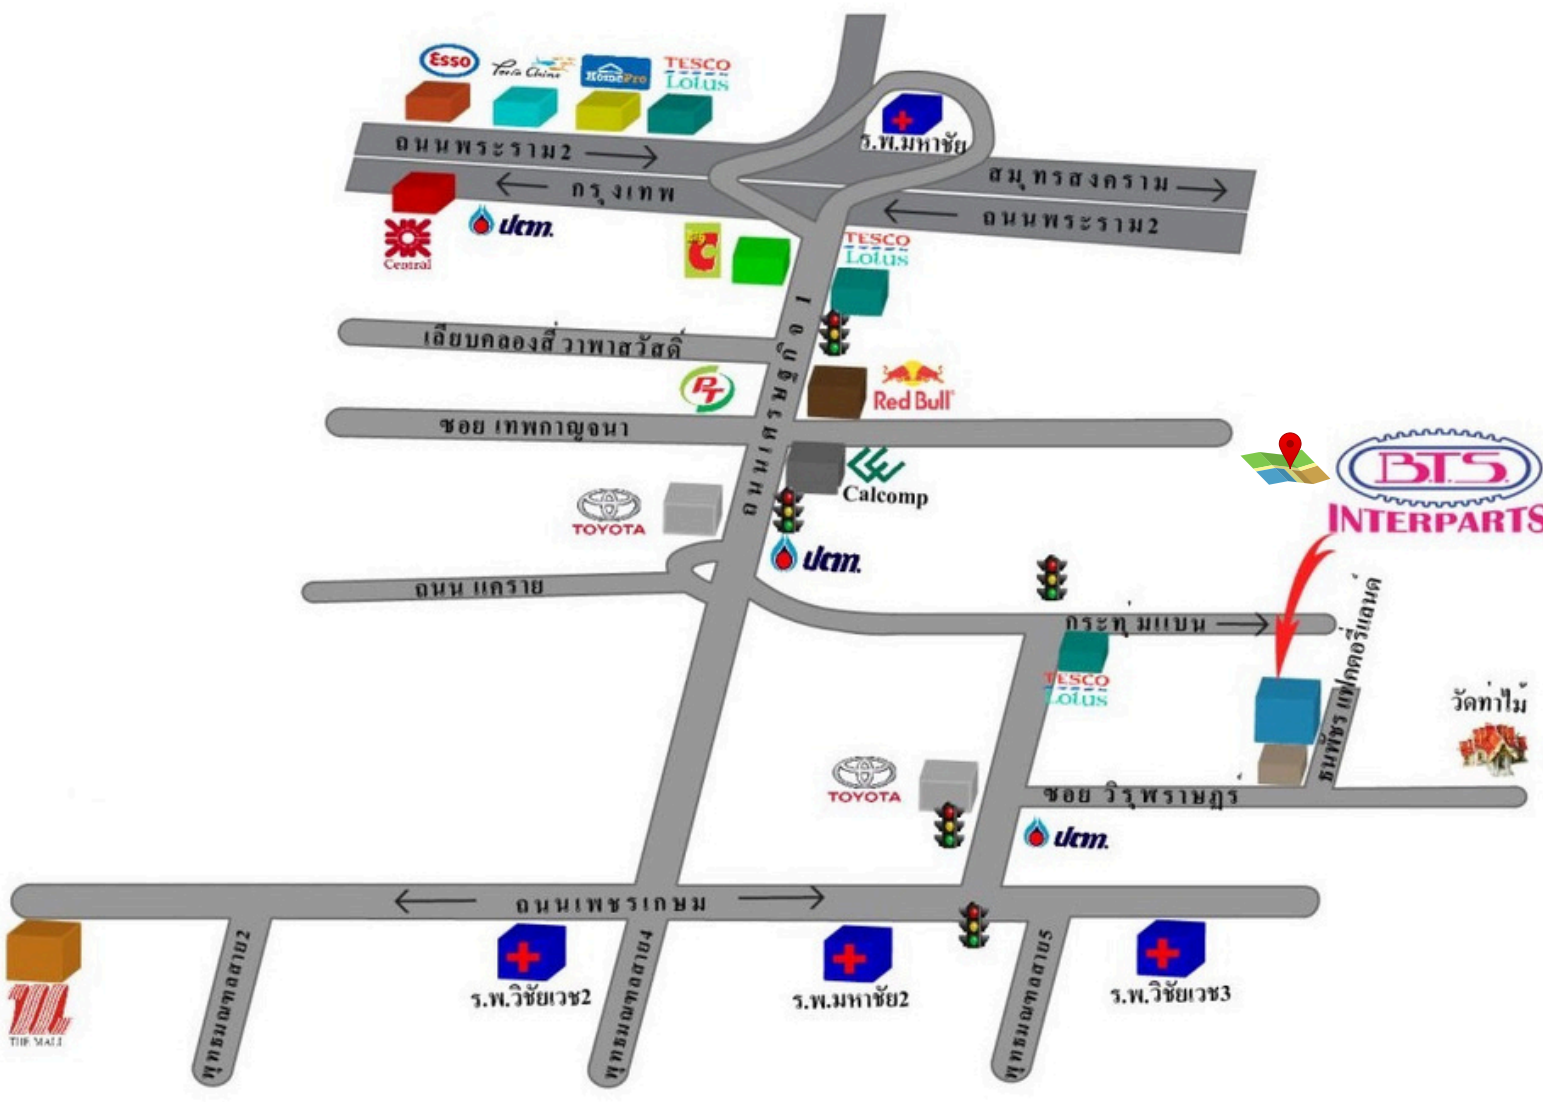 Esso
Porto Chino
HomePro
TESCO
Lotus
ร.พ.มหาชัย
ถนนพระราม2
กรุงเทพ
สมุทรสงคราม
ถนนพระราม2
Central
ปตท.
Big
C
TESCO
Lotus
เลียบคลองสี่วาพาสวัสดิ์
ถนนเศรษฐกิจ 1
PT
Red Bull
ซอย เทพกาญจนา
Calcomp
B.T.S.
INTERPARTS
TOYOTA
ปตท.
ถนน แคราย
กระทุ่มแบน
TESCO
Lotus
ธนพัชร แฟคตอรี่แลนด์
วัดท่าไม้
TOYOTA
ซอย วิรุฬราษฎร์
ปตท.
ถนนเพชรเกษม
พุทธมณฑลสาย2
พุทธมณฑลสาย4
พุทธมณฑลสาย5
THE MALL
ร.พ.วิชัยเวช2
ร.พ.มหาชัย2
ร.พ.วิชัยเวช3